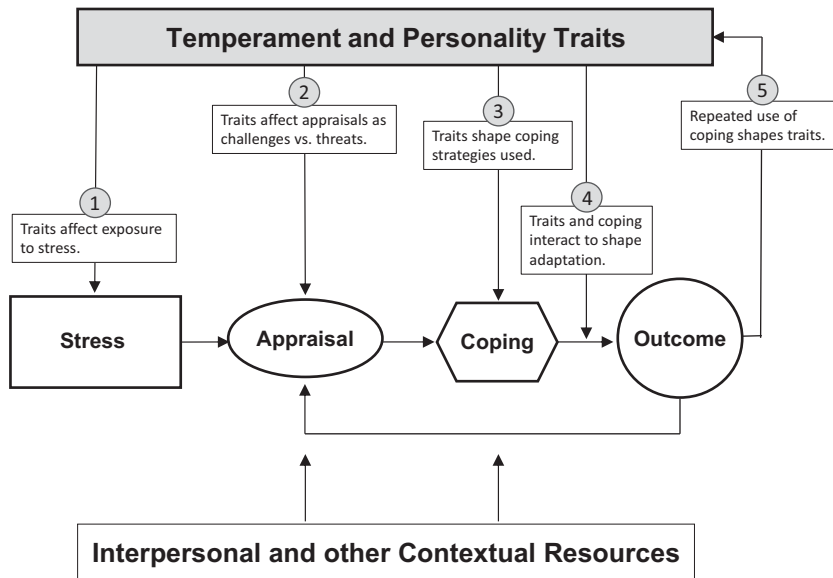 Temperament and Personality Traits
1
Traits affect exposure
to stress.
2
Traits affect appraisals as
challenges vs. threats.
3
Traits shape coping
strategies used.
4
Traits and coping
interact to shape
adaptation.
5
Repeated use of
coping shapes traits.
Stress
Appraisal
Coping
Outcome
Interpersonal and other Contextual Resources